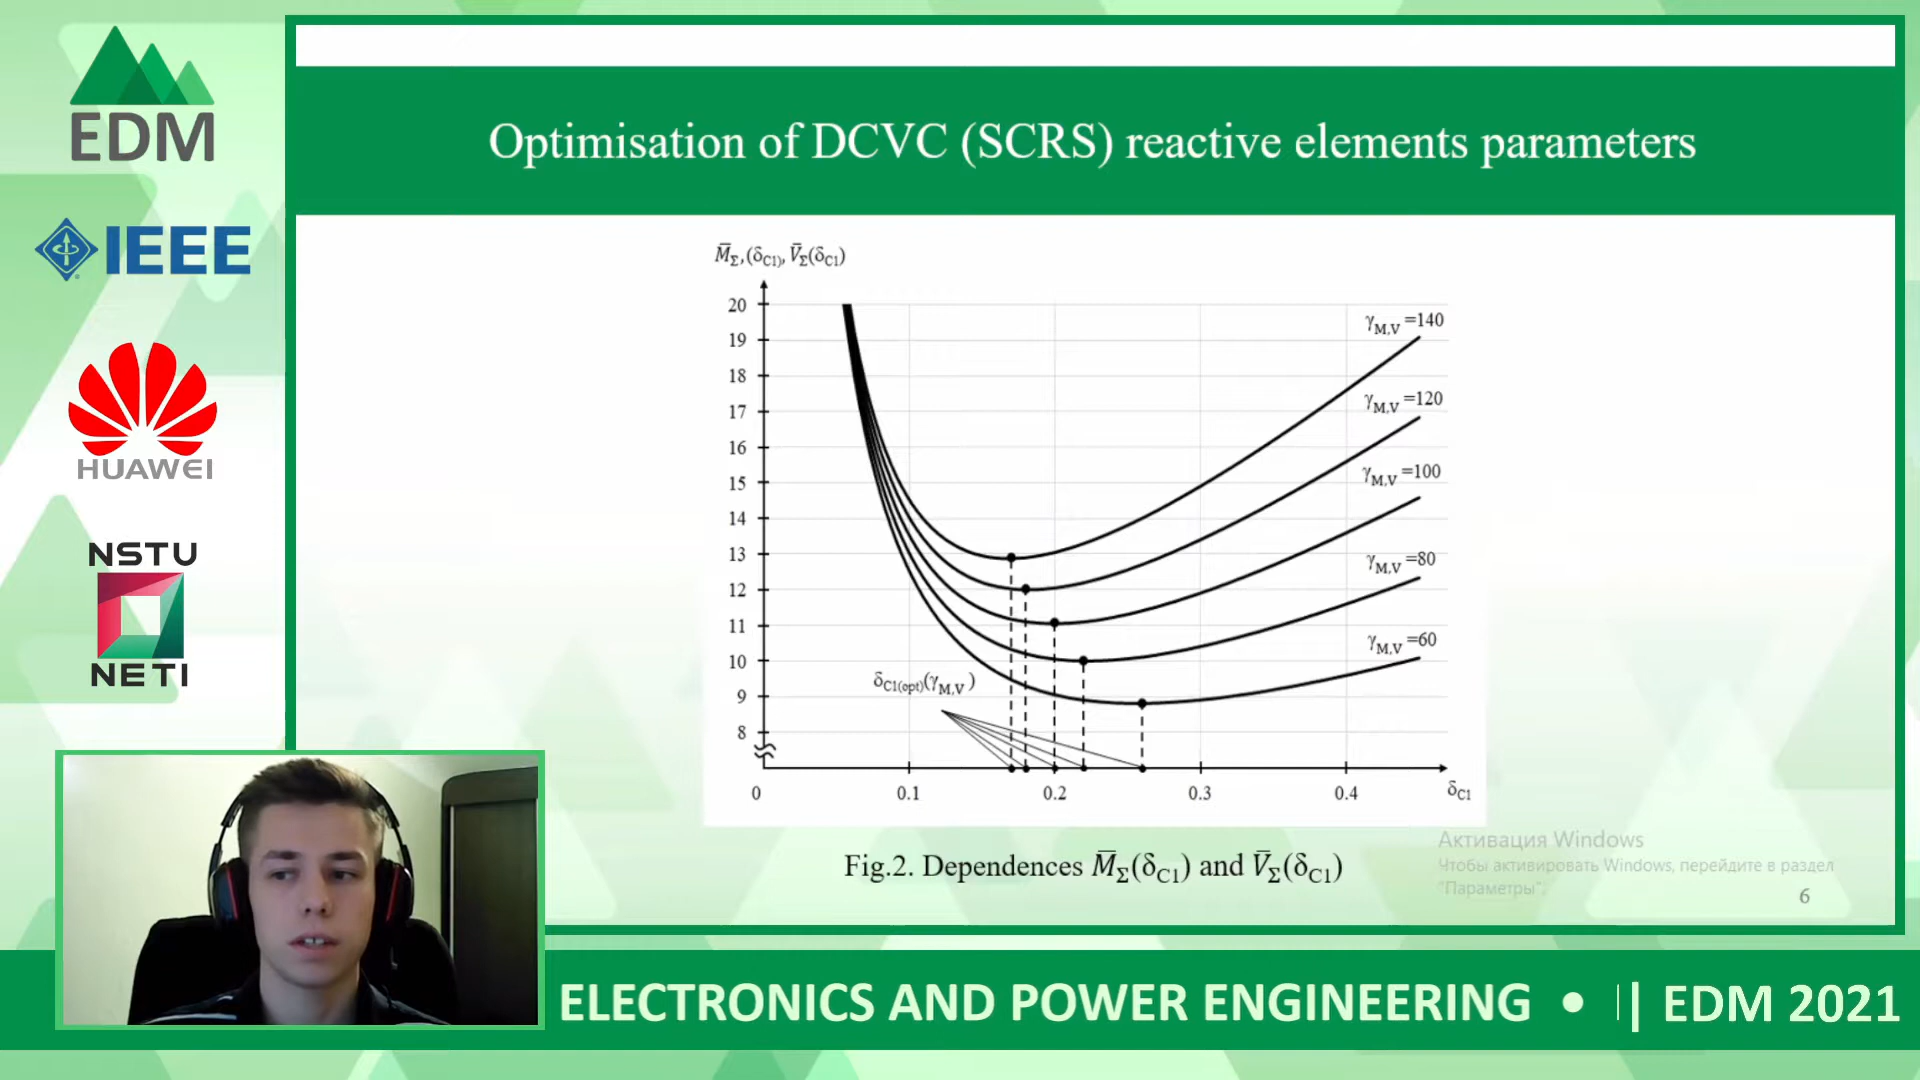 EDM
IEEE
HUAWEI
NSTU
NETI
Optimisation of DCVC (SCRS) reactive elements parameters
M̅Σ,(δC1), V̅Σ(δC1)
20
19
18
17
16
15
14
13
12
11
10
9
8
γM,V =140
γM,V =120
γM,V =100
γM,V =80
γM,V =60
δC1(opt)(γM,V )
0
0.1
0.2
0.3
0.4
δC1
Fig.2. Dependences M̅Σ(δC1) and V̅Σ(δC1)
Активация Windows
Чтобы активировать Windows, перейдите в раздел
"Параметры".
6
ELECTRONICS AND POWER ENGINEERING • || EDM 2021